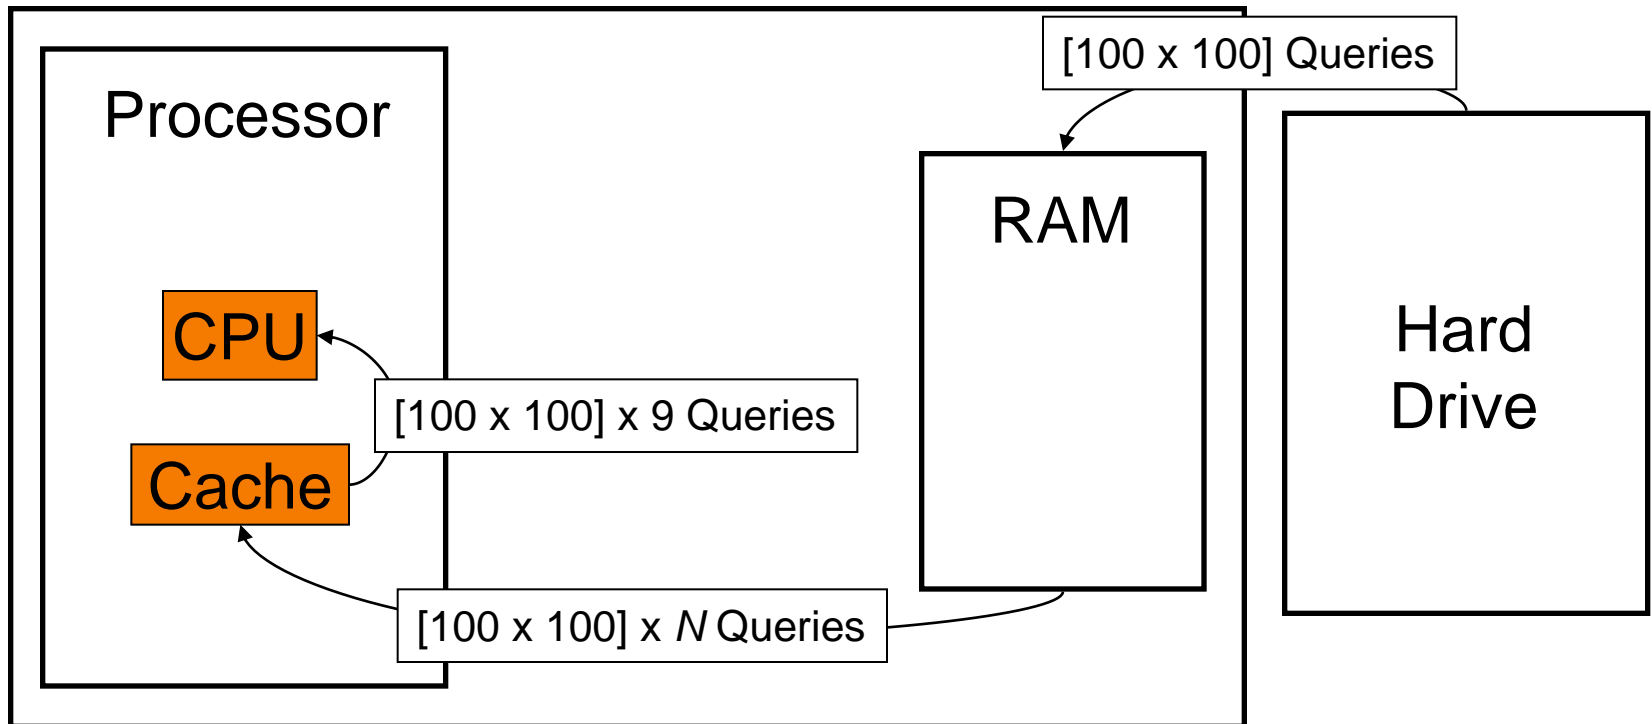 [100 x 100] Queries
Processor
RAM
CPU
Hard
Drive
[100 x 100] x 9 Queries
Cache
[100 x 100] x N Queries